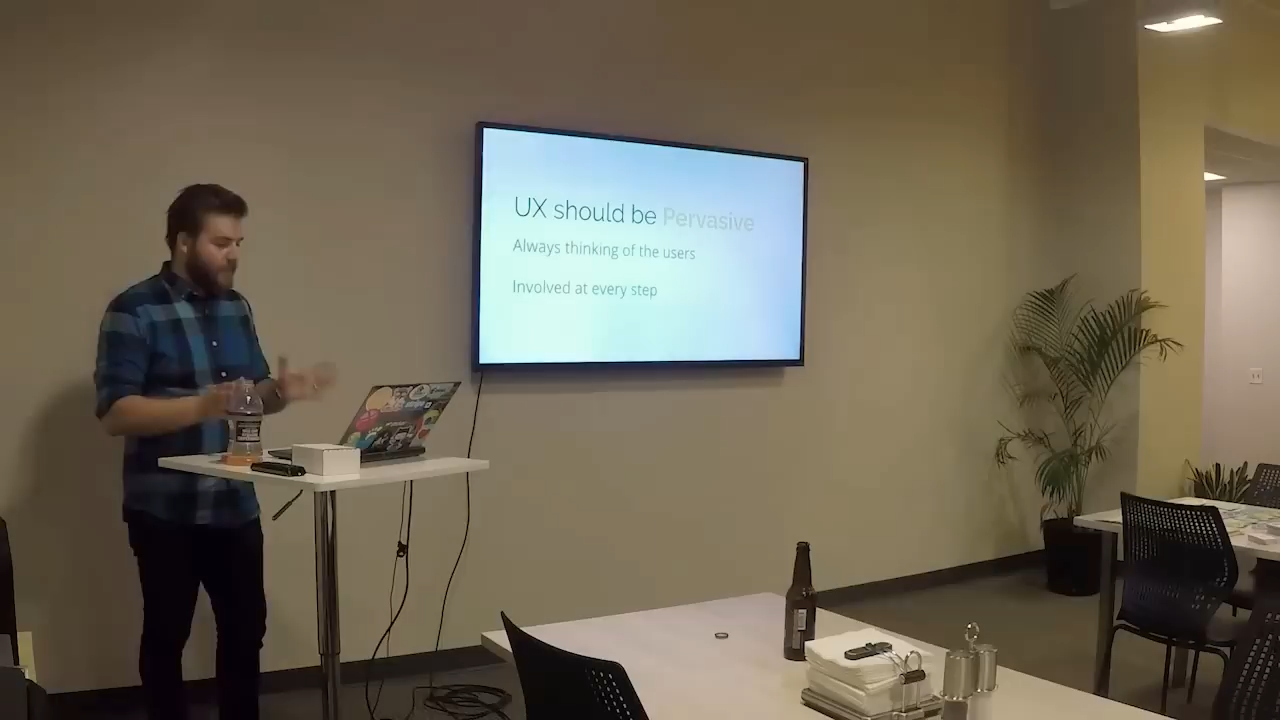 UX should be Pervasive
Always thinking of the users
Involved at every step